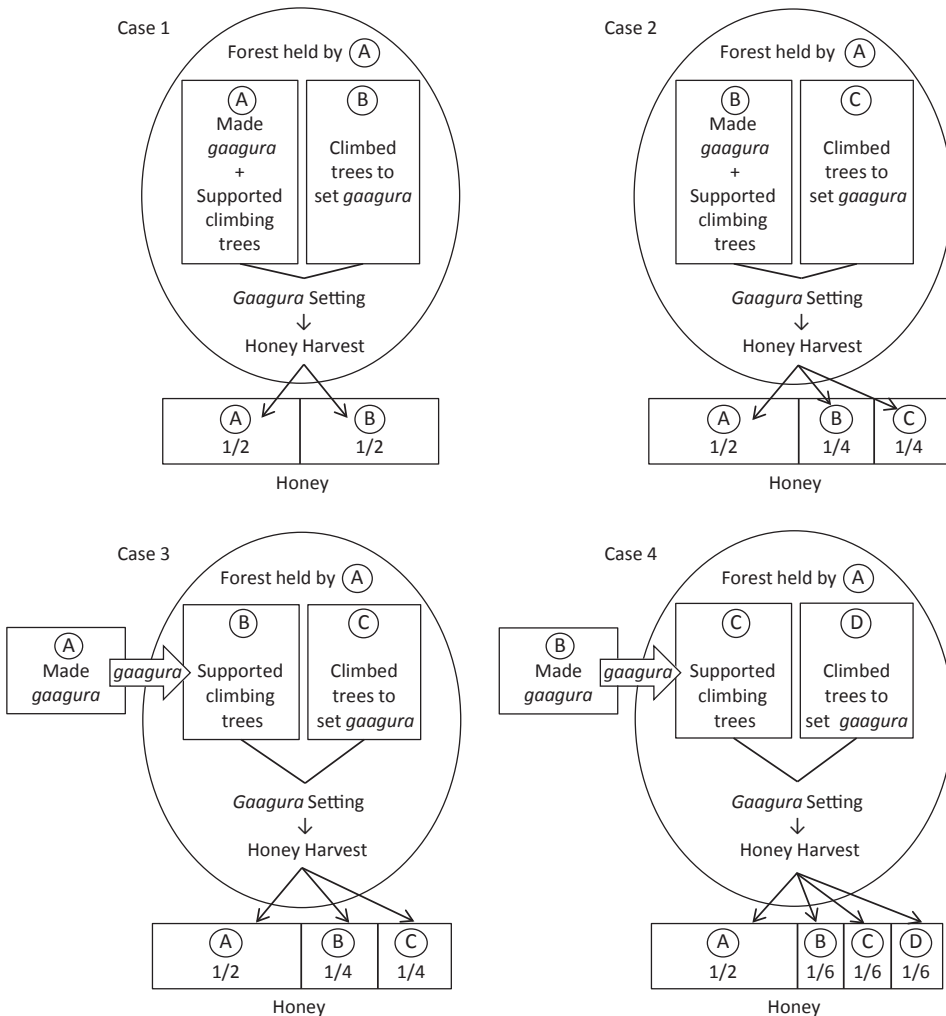 Case 1
Forest held by A
A
Made
gaagura
+
Supported
climbing
trees
B
Climbed
trees to
set gaagura
Gaagura Setting
Honey Harvest
A
1/2
B
1/2
Honey
Case 2
Forest held by A
B
Made
gaagura
+
Supported
climbing
trees
C
Climbed
trees to
set gaagura
Gaagura Setting
Honey Harvest
A
1/2
B
1/4
C
1/4
Honey
Case 3
Forest held by A
A
Made
gaagura
gaagura
B
Supported
climbing
trees
C
Climbed
trees to
set gaagura
Gaagura Setting
Honey Harvest
A
1/2
B
1/4
C
1/4
Honey
Case 4
Forest held by A
B
Made
gaagura
gaagura
C
Supported
climbing
trees
D
Climbed
trees to
set gaagura
Gaagura Setting
Honey Harvest
A
1/2
B
1/6
C
1/6
D
1/6
Honey